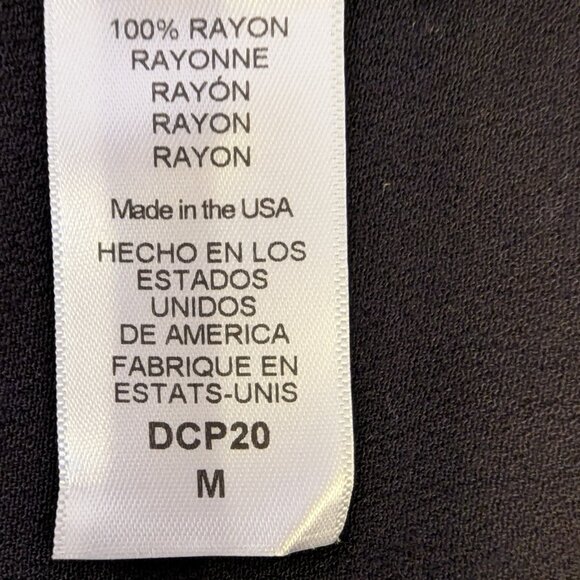 100% RAYON
RAYONNE
RAYÓN
RAYON
RAYON
Made in the USA
HECHO EN LOS
ESTADOS
UNIDOS
DE AMERICA
FABRIQUE EN
ESTATS-UNIS
DCP20
M